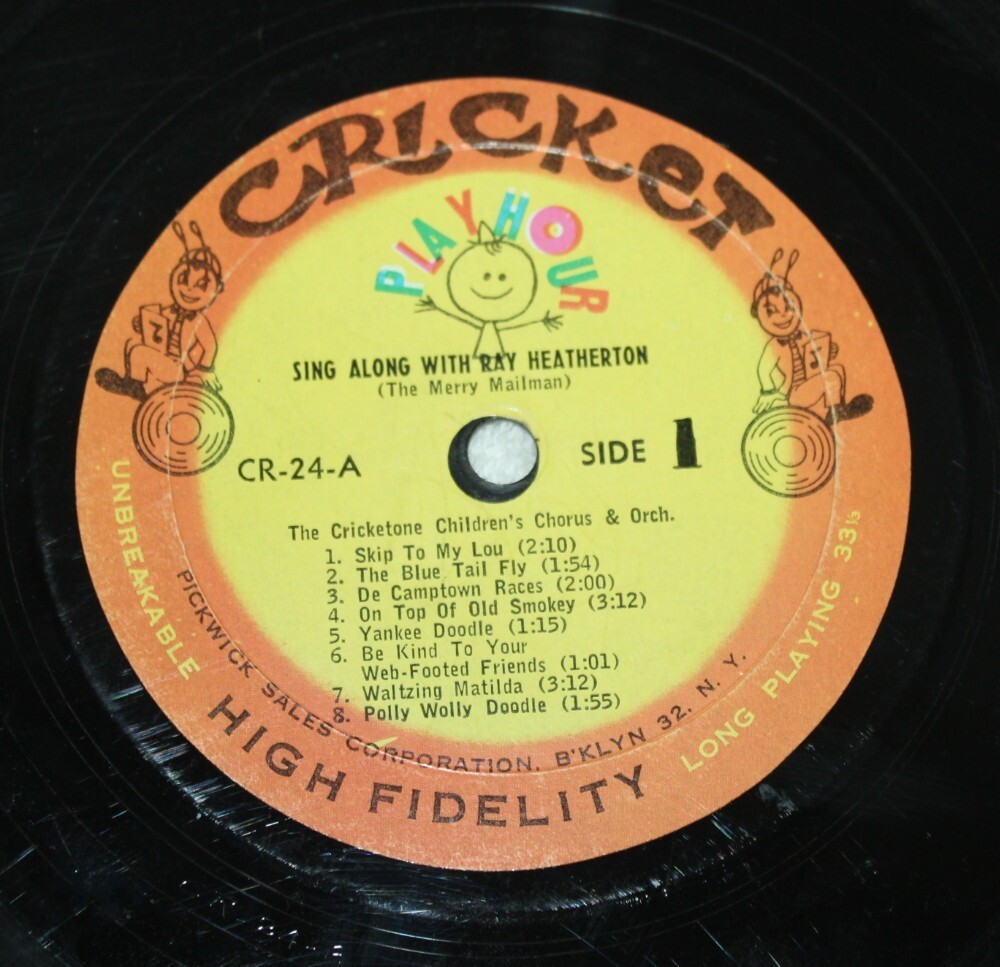 CRICKET
PLAYHOUR
SING ALONG WITH RAY HEATHERTON
(The Merry Mailman)
CR-24-A
SIDE 1
The Cricketone Children's Chorus & Orch.
1. Skip To My Lou (2:10)
2. The Blue Tail Fly (1:54)
3. De Camptown Races (2:00)
4. On Top Of Old Smokey (3:12)
5. Yankee Doodle (1:15)
6. Be Kind To Your
Web-Footed Friends (1:01)
7. Waltzing Matilda (3:12)
8. Polly Wolly Doodle (1:55)
UNBREAKABLE
PICKWICK SALES CORPORATION, B'KLYN 32, N. Y.
HIGH FIDELITY
LONG PLAYING 33⅓